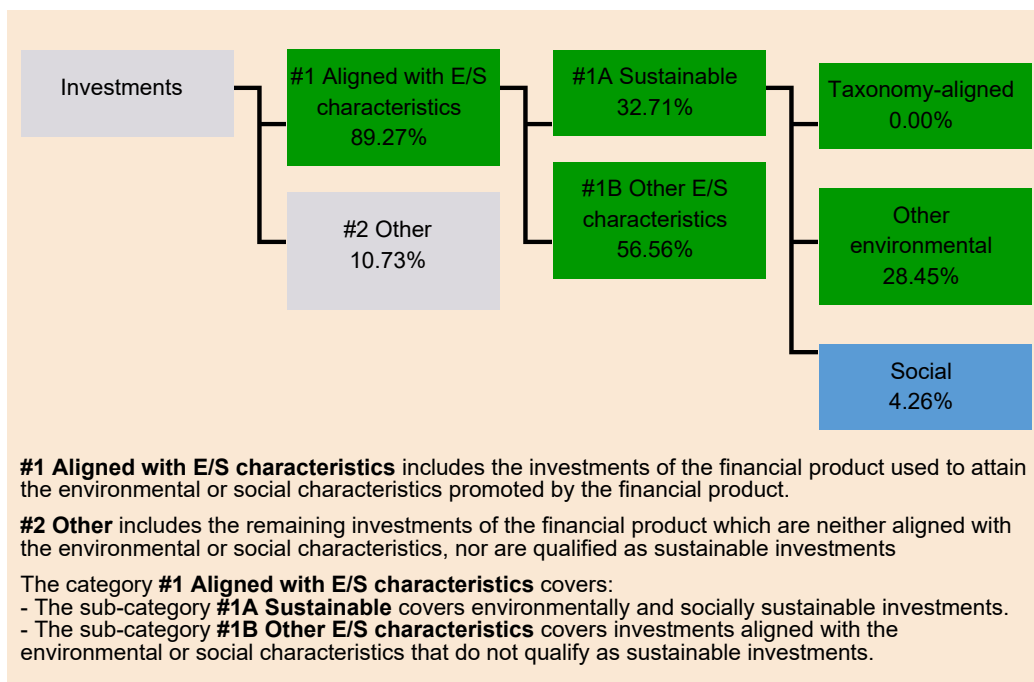 Investments
#1 Aligned with E/S
characteristics
89.27%
#2 Other
10.73%
#1A Sustainable
32.71%
#1B Other E/S
characteristics
56.56%
Taxonomy-aligned
0.00%
Other
environmental
28.45%
Social
4.26%
#1 Aligned with E/S characteristics includes the investments of the financial product used to attain
the environmental or social characteristics promoted by the financial product.
#2 Other includes the remaining investments of the financial product which are neither aligned with
the environmental or social characteristics, nor are qualified as sustainable investments
The category #1 Aligned with E/S characteristics covers:
- The sub-category #1A Sustainable covers environmentally and socially sustainable investments.
- The sub-category #1B Other E/S characteristics covers investments aligned with the
environmental or social characteristics that do not qualify as sustainable investments.